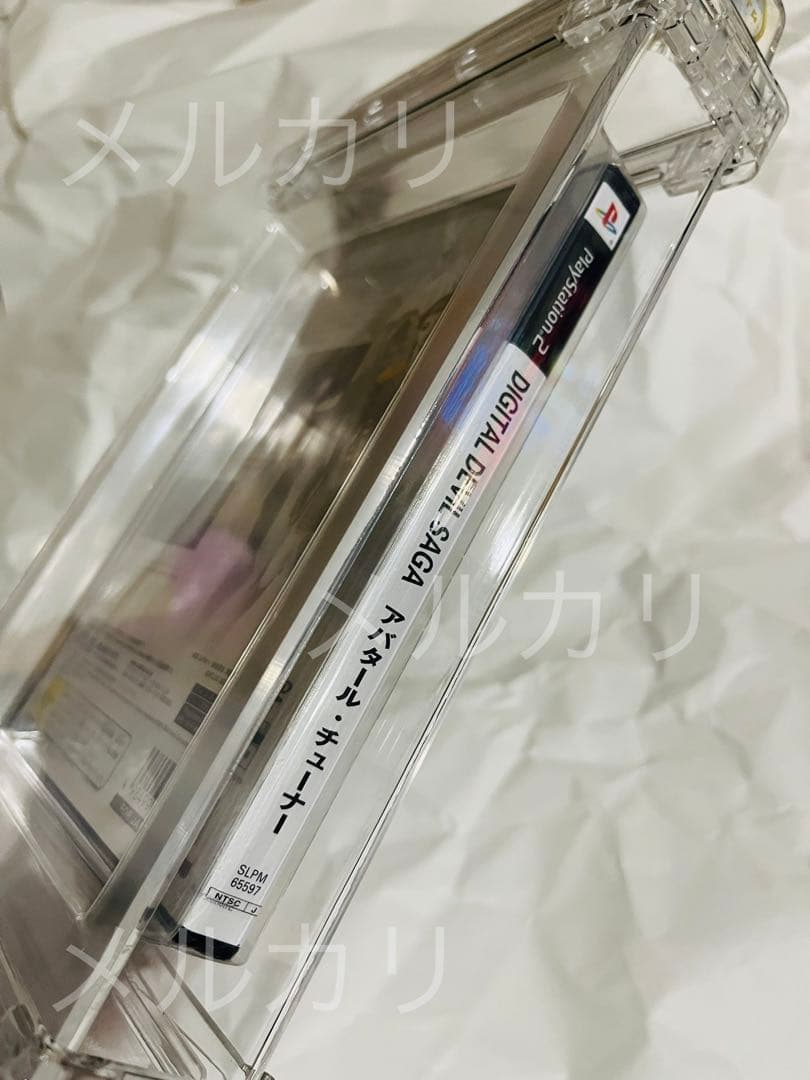 メルカリ
PlayStation.2
DIGITAL DEVIL SAGA アバタール・チューナー
メルカリ
SLPM
65597
NTSC J
メルカリ